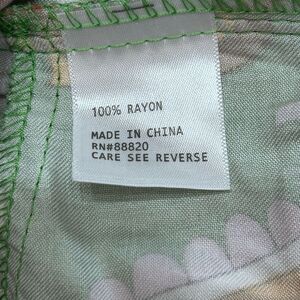 100% RAYON
MADE IN CHINA
RN#88820
CARE SEE REVERSE